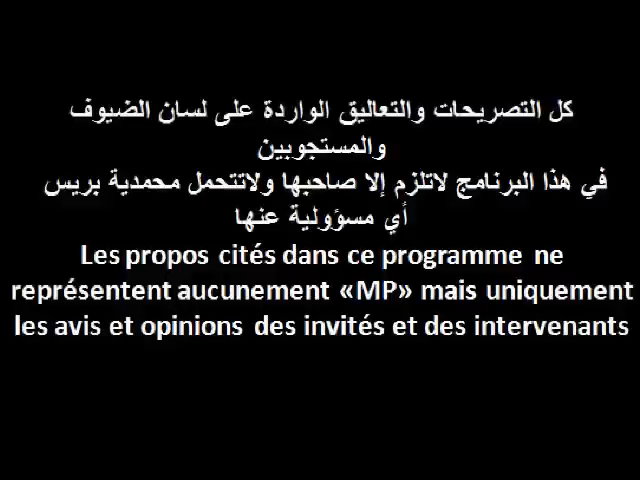 كل التصريحات والتعاليق الواردة على لسان الضيوف
والمستجوبين
في هذا البرنامج لاتلزم إلا صاحبها ولاتتحمل محمدية بريس
أي مسؤولية عنها
Les propos cités dans ce programme ne
représentent aucunement «MP» mais uniquement
les avis et opinions des invités et des intervenants